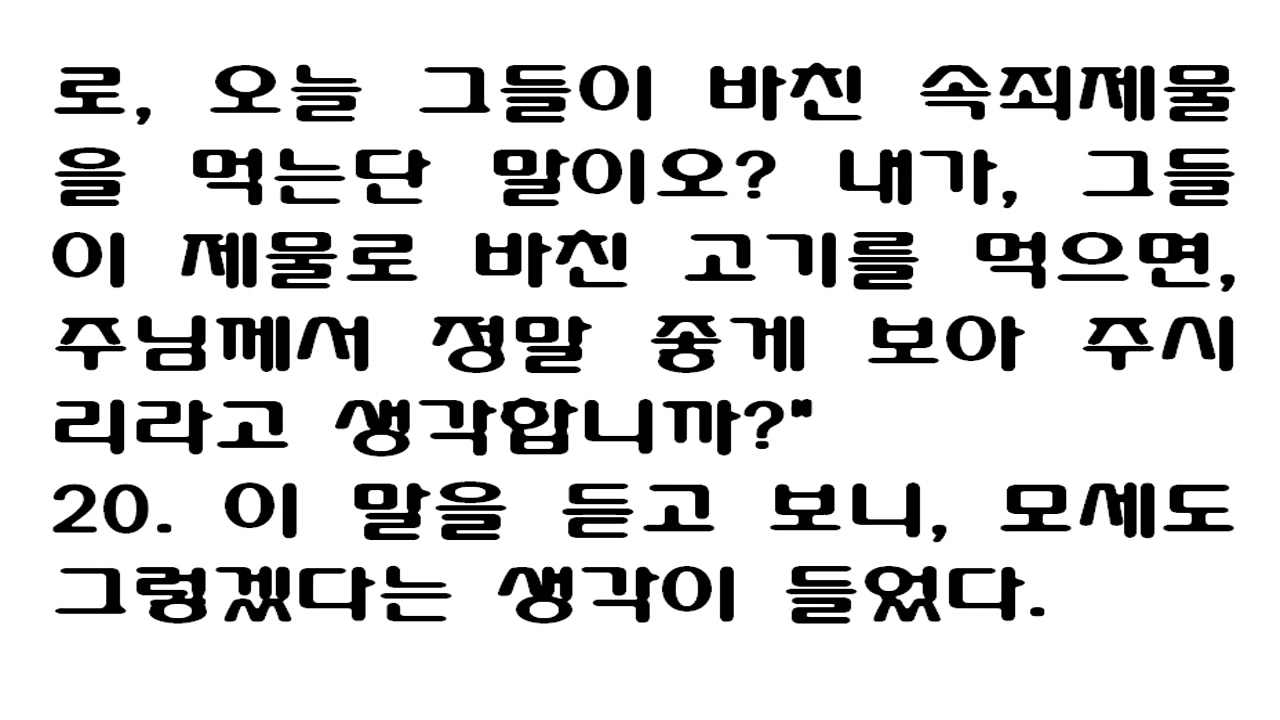 로, 오늘 그들이 바친 속죄제물
을 먹는단 말이오? 내가, 그들
이 제물로 바친 고기를 먹으면,
주님께서 정말 좋게 보아 주시
리라고 생각합니까?"
20. 이 말을 듣고 보니, 모세도
그렇겠다는 생각이 들었다.